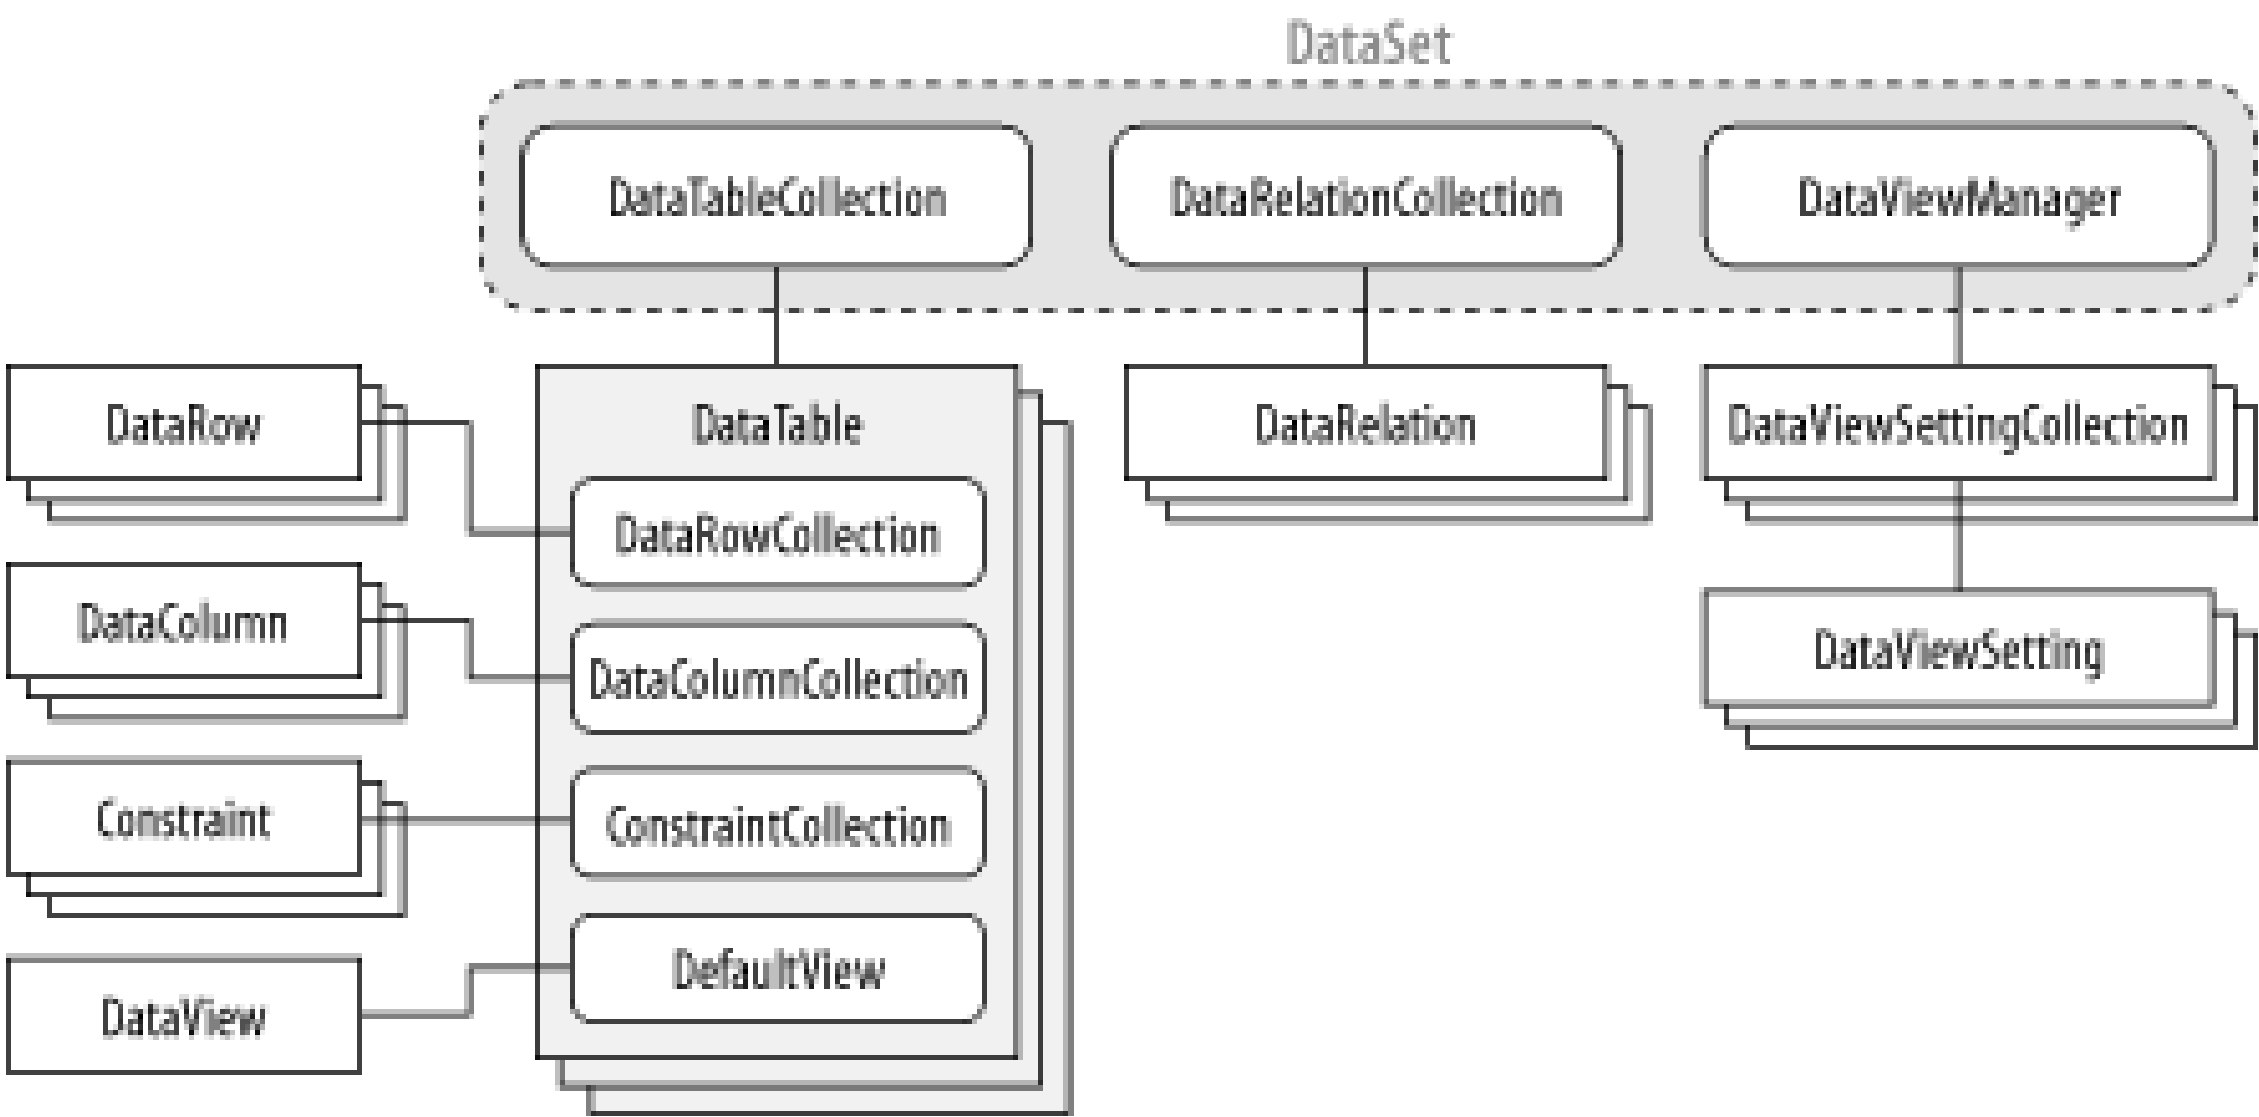 DataSet
DataTableCollection
DataRelationCollection
DataViewManager
DataRow
DataTable
DataRelation
DataViewSettingCollection
DataRowCollection
DataColumn
DataColumnCollection
DataViewSetting
Constraint
ConstraintCollection
DefaultView
DataView